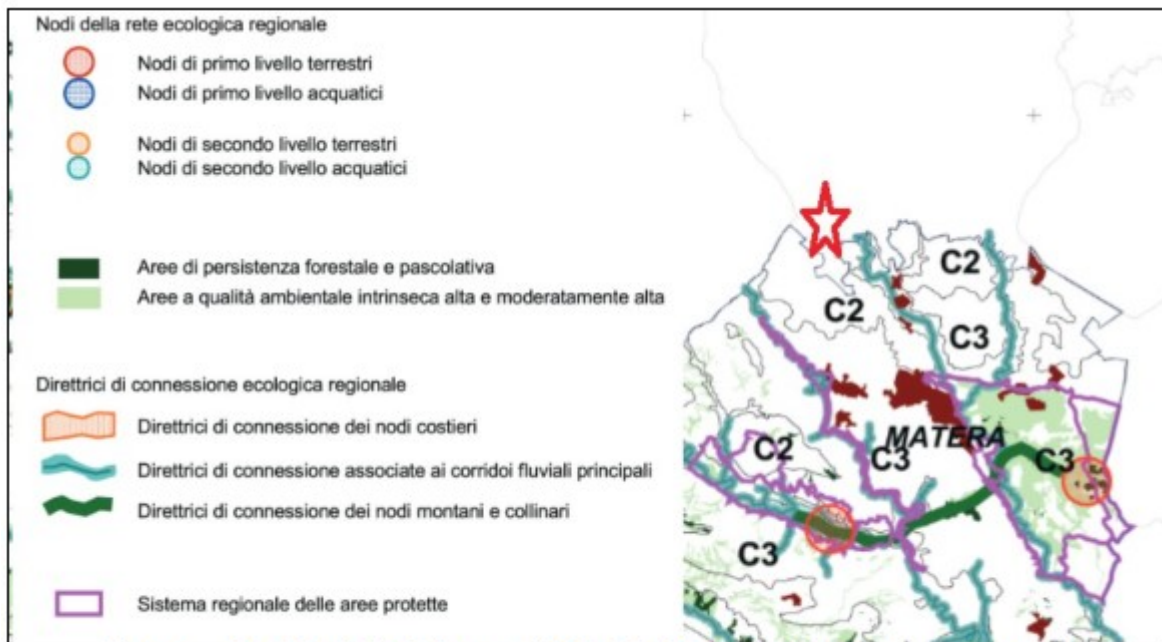 Nodi della rete ecologica regionale
Nodi di primo livello terrestri
Nodi di primo livello acquatici
Nodi di secondo livello terrestri
Nodi di secondo livello acquatici
Aree di persistenza forestale e pascolativa
Aree a qualità ambientale intrinseca alta e moderatamente alta
Direttrici di connessione ecologica regionale
Direttrici di connessione dei nodi costieri
Direttrici di connessione associate ai corridoi fluviali principali
Direttrici di connessione dei nodi montani e collinari
Sistema regionale delle aree protette
C2
C2
C3
MATERA
C2
C3
C3
C3